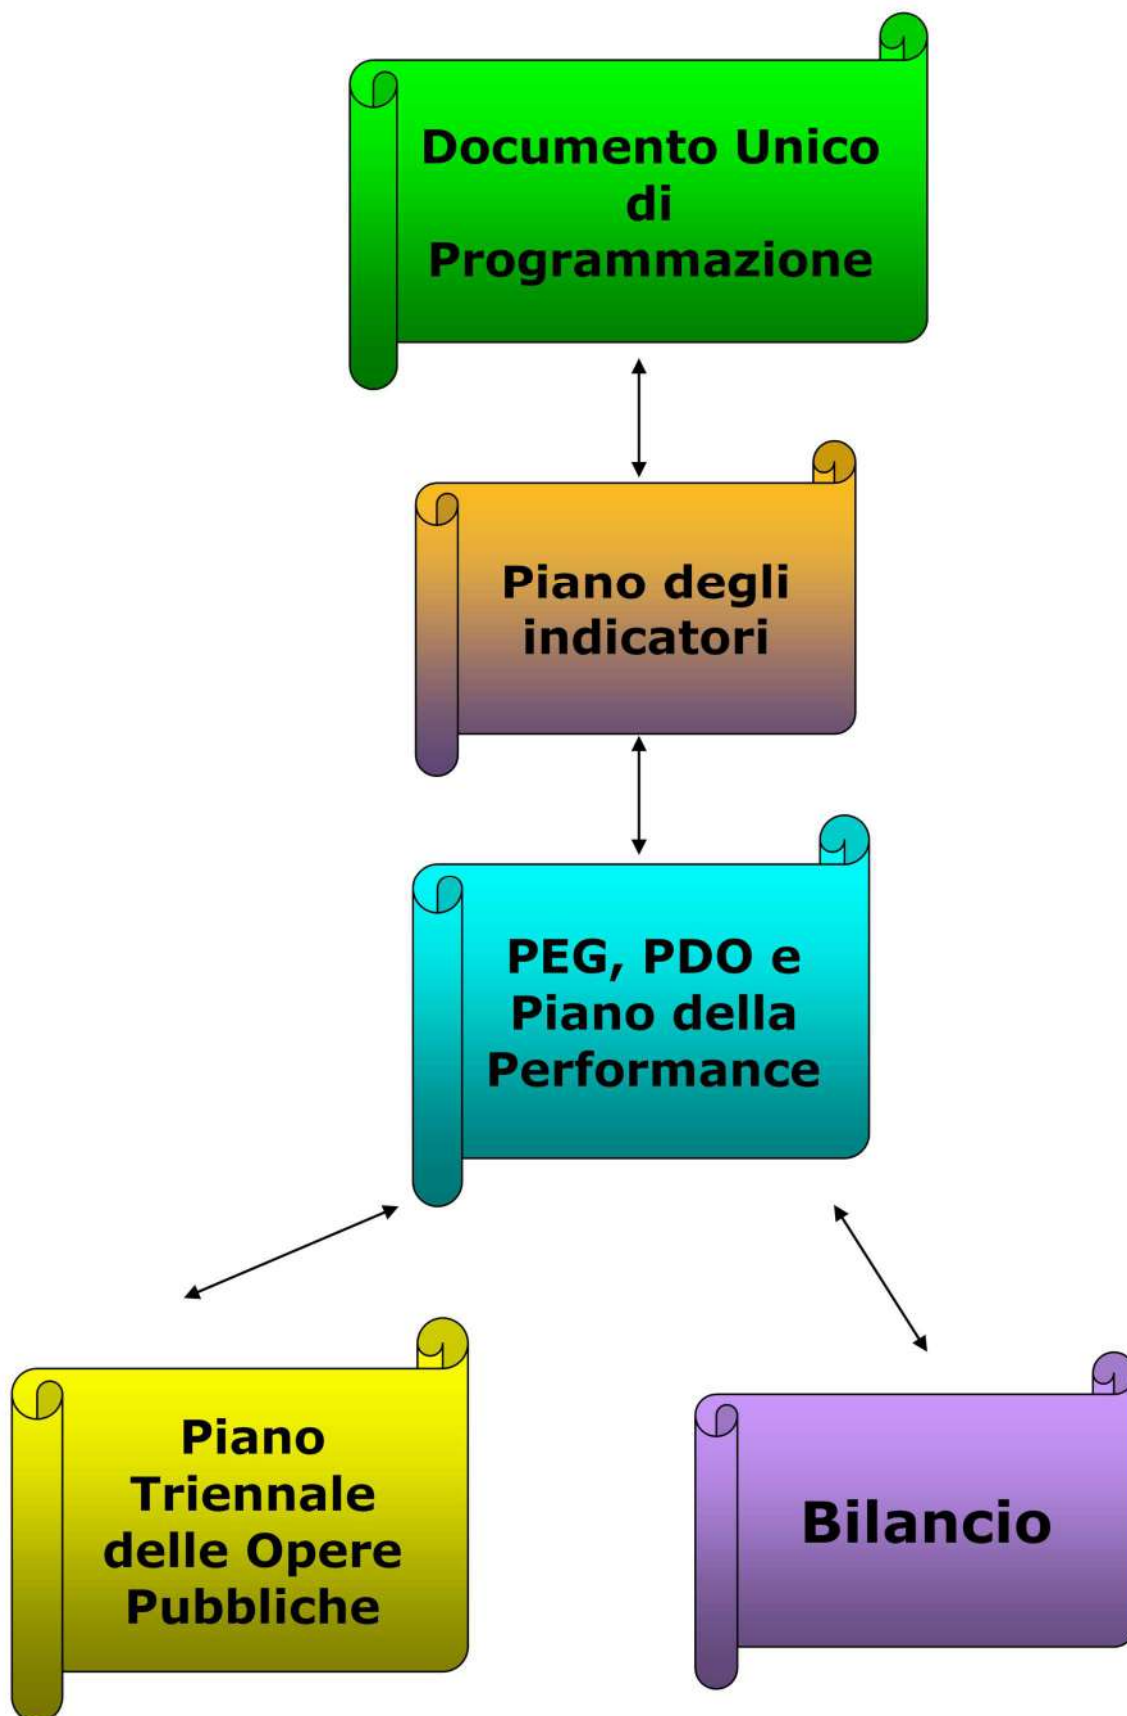 Documento Unico
di
Programmazione
Piano degli
indicatori
PEG, PDO e
Piano della
Performance
Piano
Triennale
delle Opere
Pubbliche
Bilancio